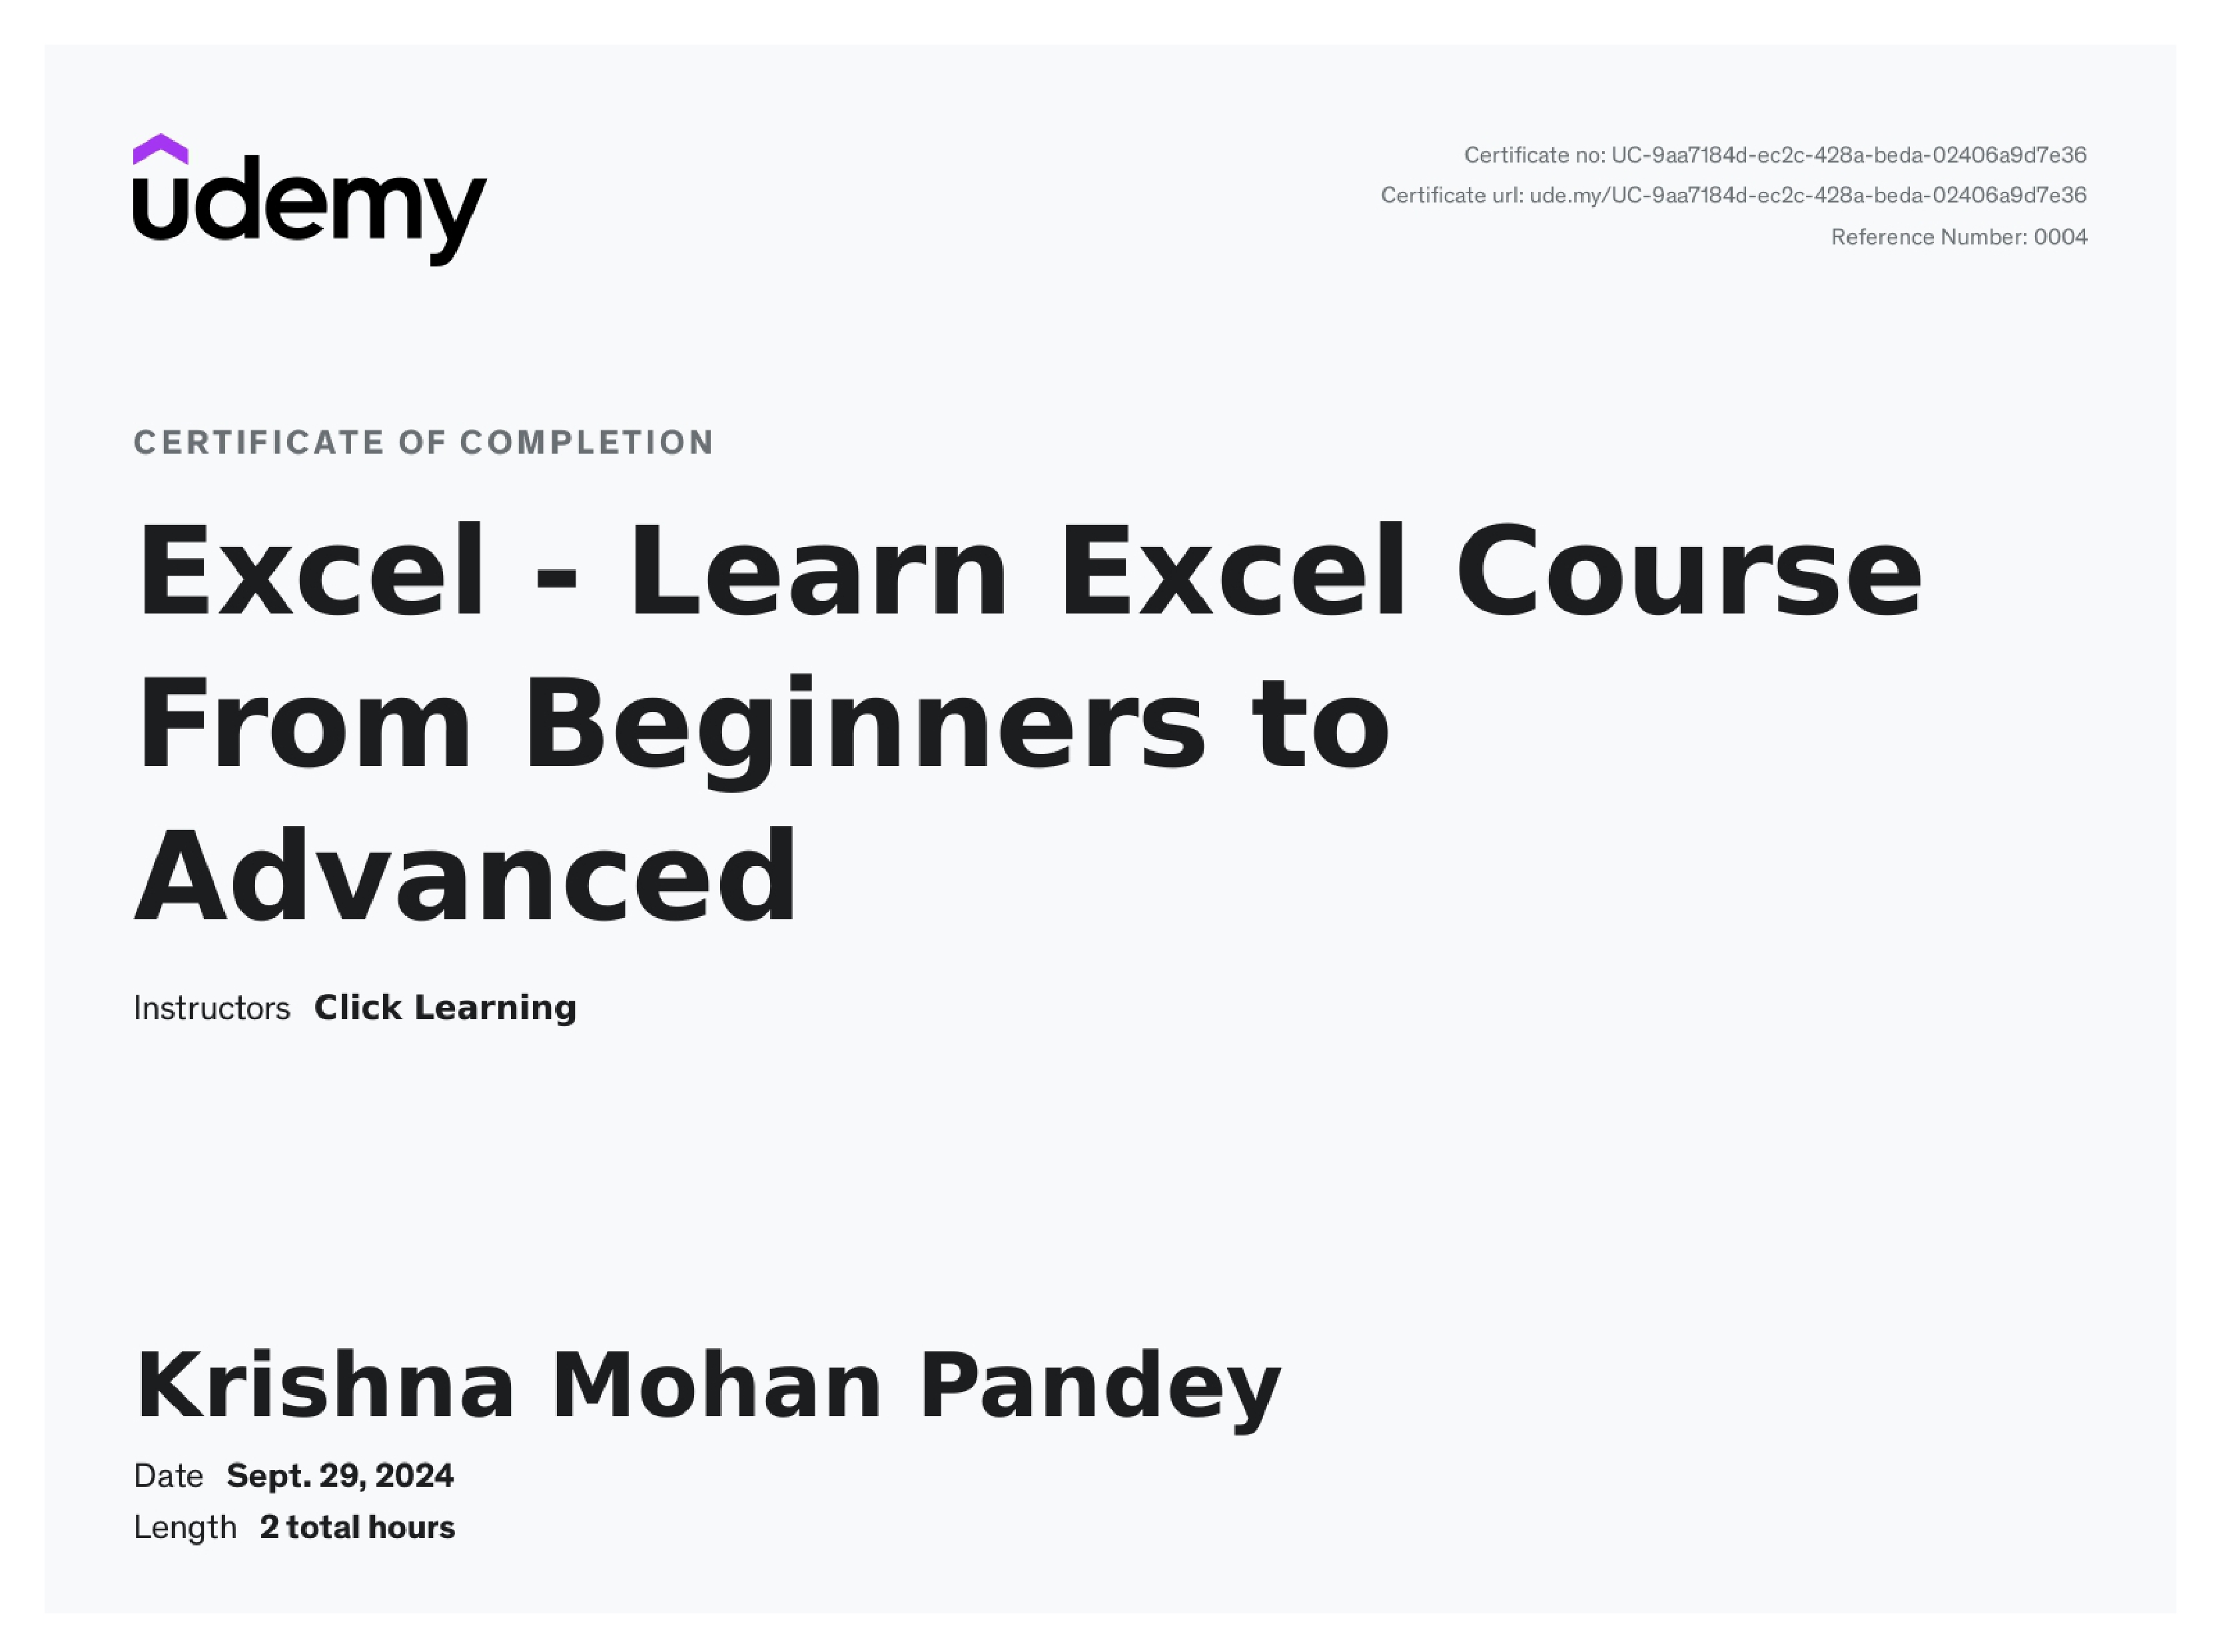 udemy
Certificate no: UC-9aa7184d-ec2c-428a-beda-02406a9d7e36
Certificate url: ude.my/UC-9aa7184d-ec2c-428a-beda-02406a9d7e36
Reference Number: 0004
CERTIFICATE OF COMPLETION
Excel - Learn Excel Course
From Beginners to
Advanced
Instructors Click Learning
Krishna Mohan Pandey
Date Sept. 29, 2024
Length 2 total hours